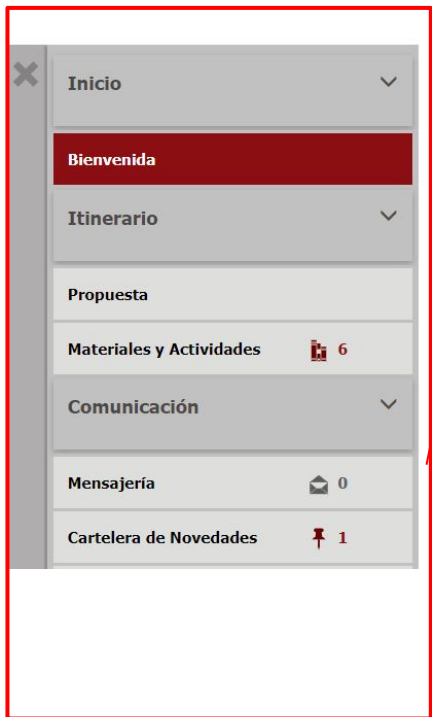 Inicio
Bienvenida
Itinerario
Propuesta
Materiales y Actividades 6
Comunicación
Mensajería 0
Cartelera de Novedades 1